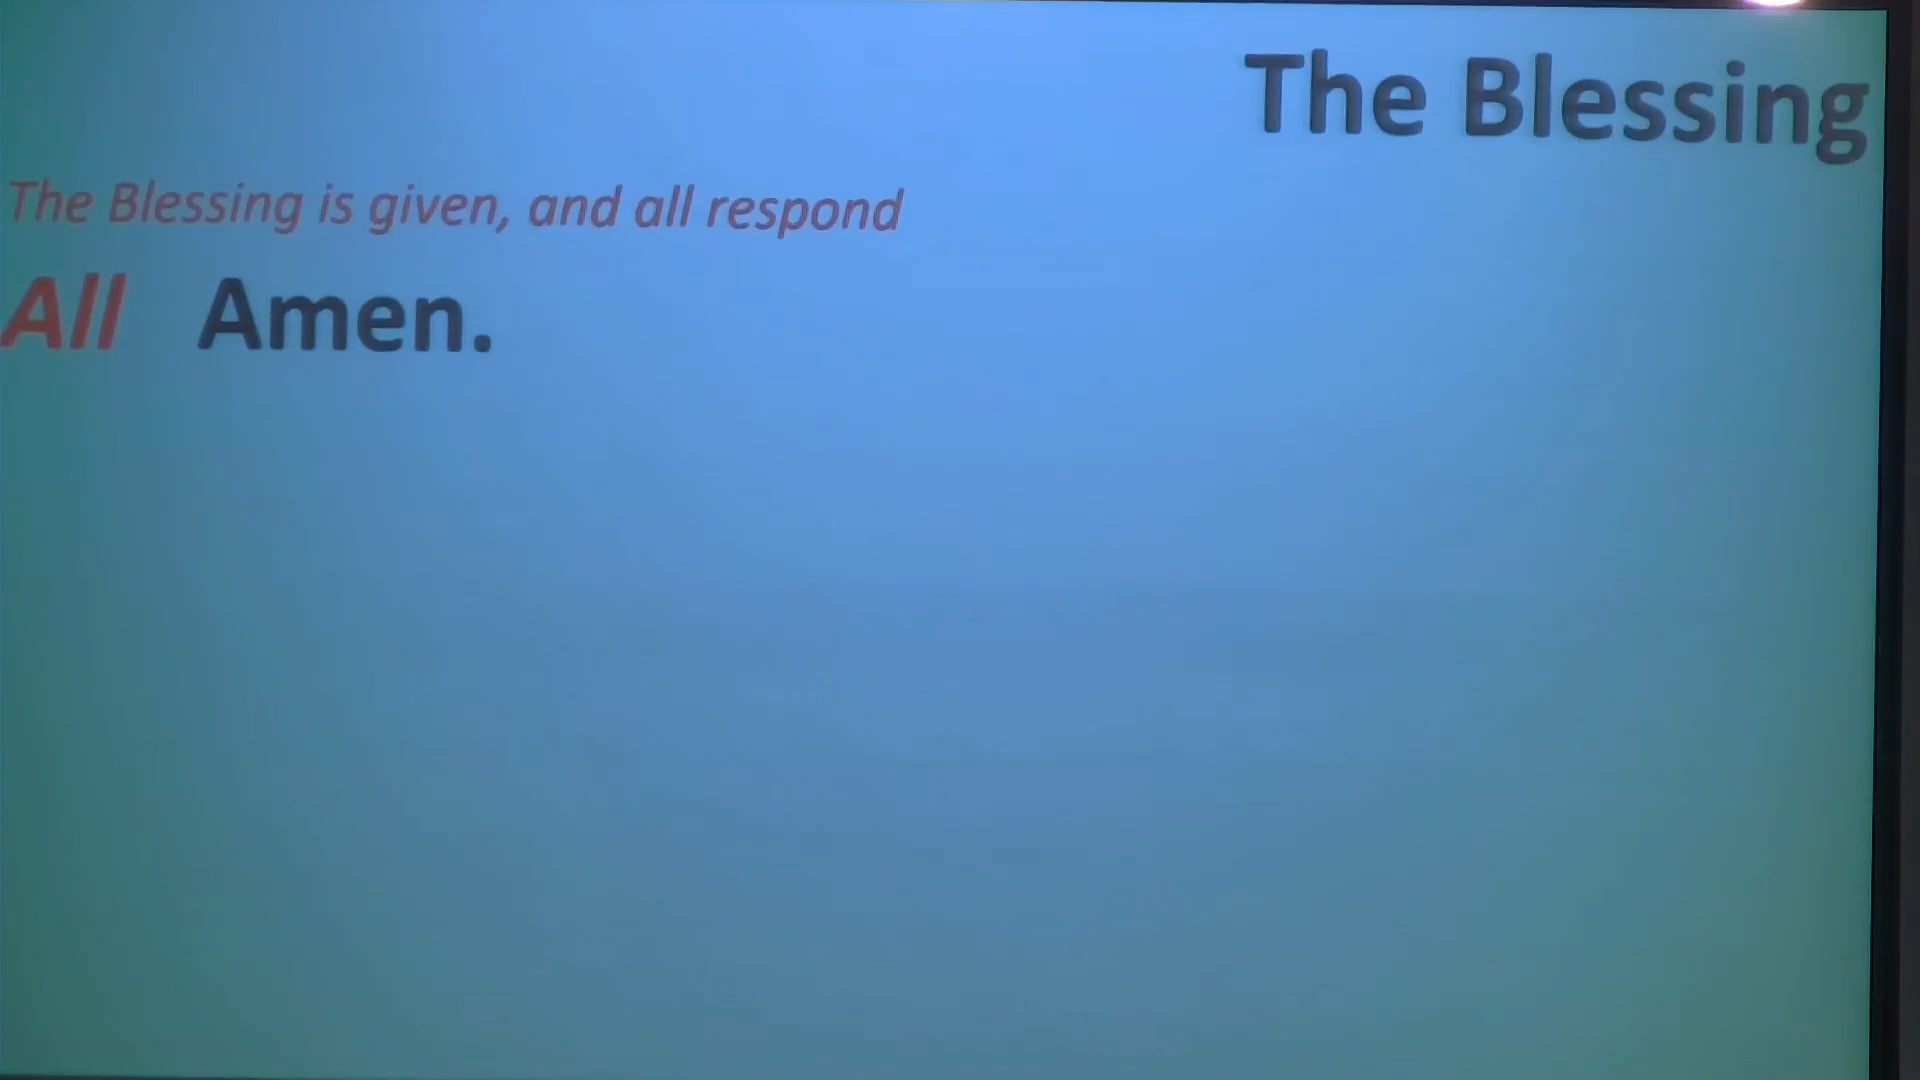 The Blessing
The Blessing is given, and all respond
All Amen.